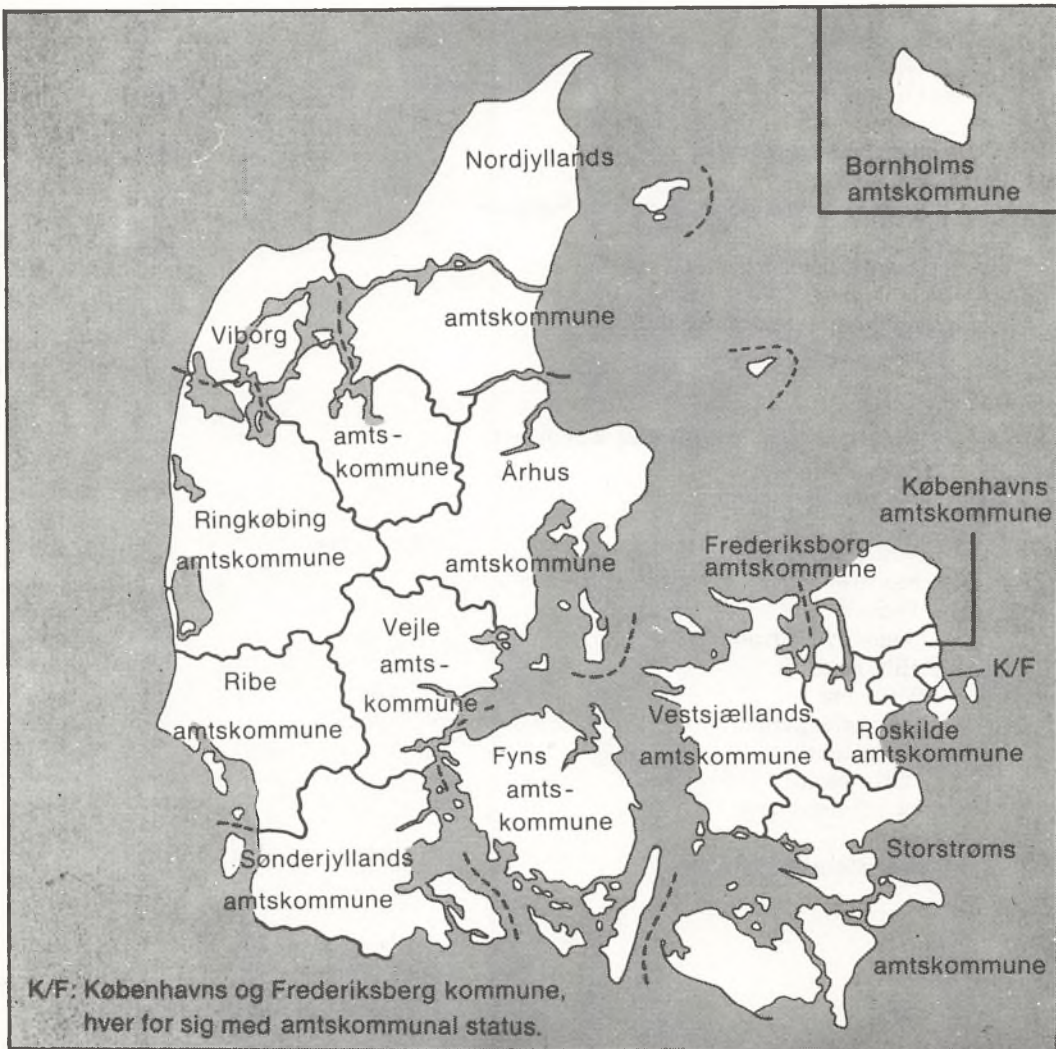 Nordjyllands
amtskommune
Bornholms
amtskommune
Viborg
amts-
kommune
Århus
amtskommune
Ringkøbing
amtskommune
Københavns
amtskommune
Frederiksborg
amtskommune
K/F
Vejle
amts-
kommune
Ribe
amtskommune
Vestsjællands
amtskommune
Roskilde
amtskommune
Fyns
amts-
kommune
Sønderjyllands
amtskommune
Storstrøms
amtskommune
K/F: Københavns og Frederiksberg kommune,
hver for sig med amtskommunal status.